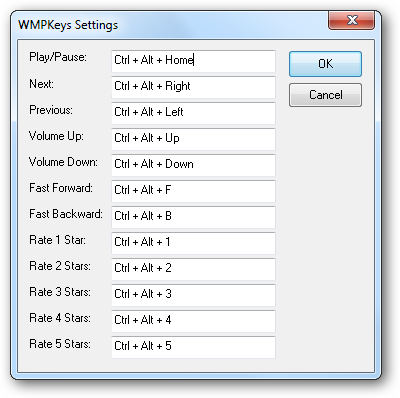 WMPKeys Settings
Play/Pause: Ctrl + Alt + Home OK
Next: Ctrl + Alt + Right Cancel
Previous: Ctrl + Alt + Left
Volume Up: Ctrl + Alt + Up
Volume Down: Ctrl + Alt + Down
Fast Forward: Ctrl + Alt + F
Fast Backward: Ctrl + Alt + B
Rate 1 Star: Ctrl + Alt + 1
Rate 2 Stars: Ctrl + Alt + 2
Rate 3 Stars: Ctrl + Alt + 3
Rate 4 Stars: Ctrl + Alt + 4
Rate 5 Stars: Ctrl + Alt + 5